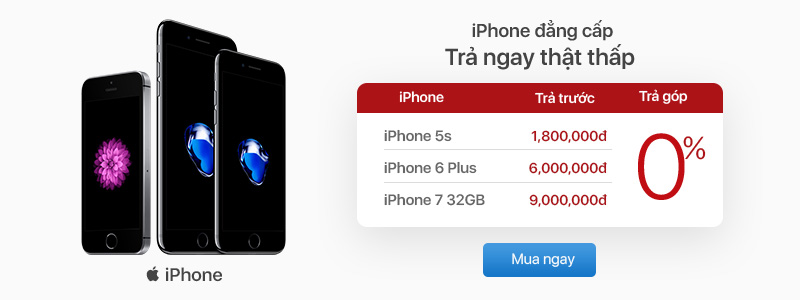 iPhone đẳng cấp
Trả ngay thật thấp
iPhone Trả trước Trả góp
iPhone 5s 1,800,000đ
iPhone 6 Plus 6,000,000đ
iPhone 7 32GB 9,000,000đ
0%
Mua ngay
iPhone